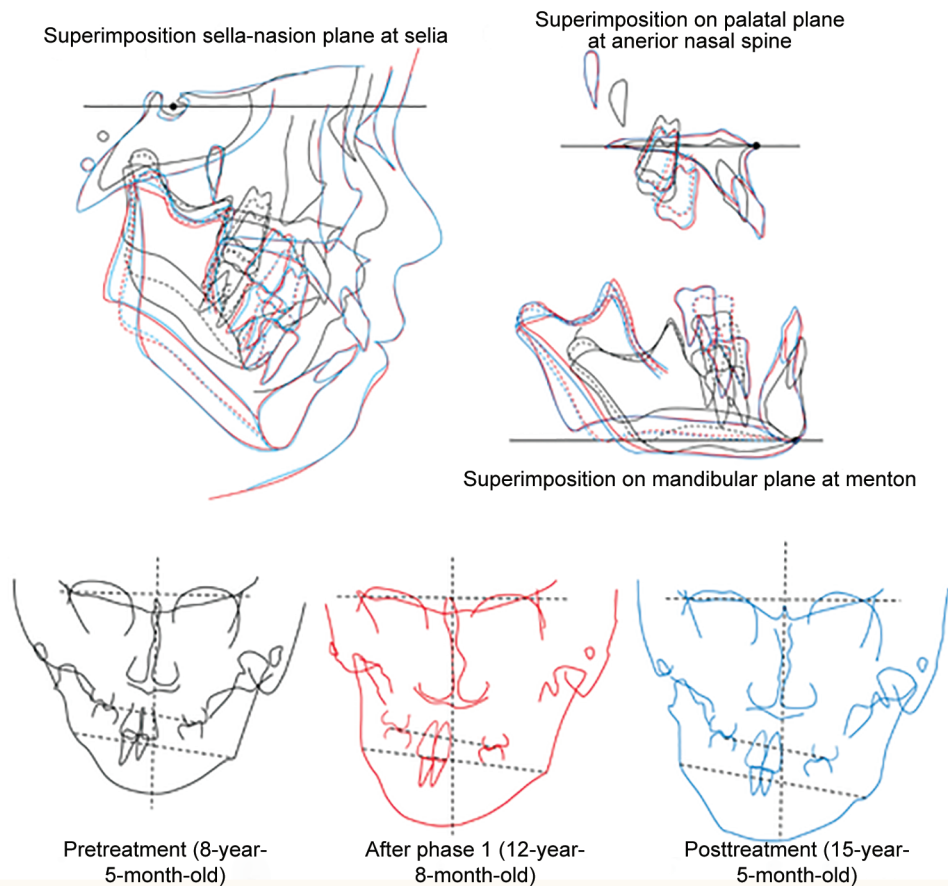 Superimposition sella-nasion plane at selia
Superimposition on palatal plane
at anerior nasal spine
Superimposition on mandibular plane at menton
Pretreatment (8-year-
5-month-old)
After phase 1 (12-year-
8-month-old)
Posttreatment (15-year-
5-month-old)